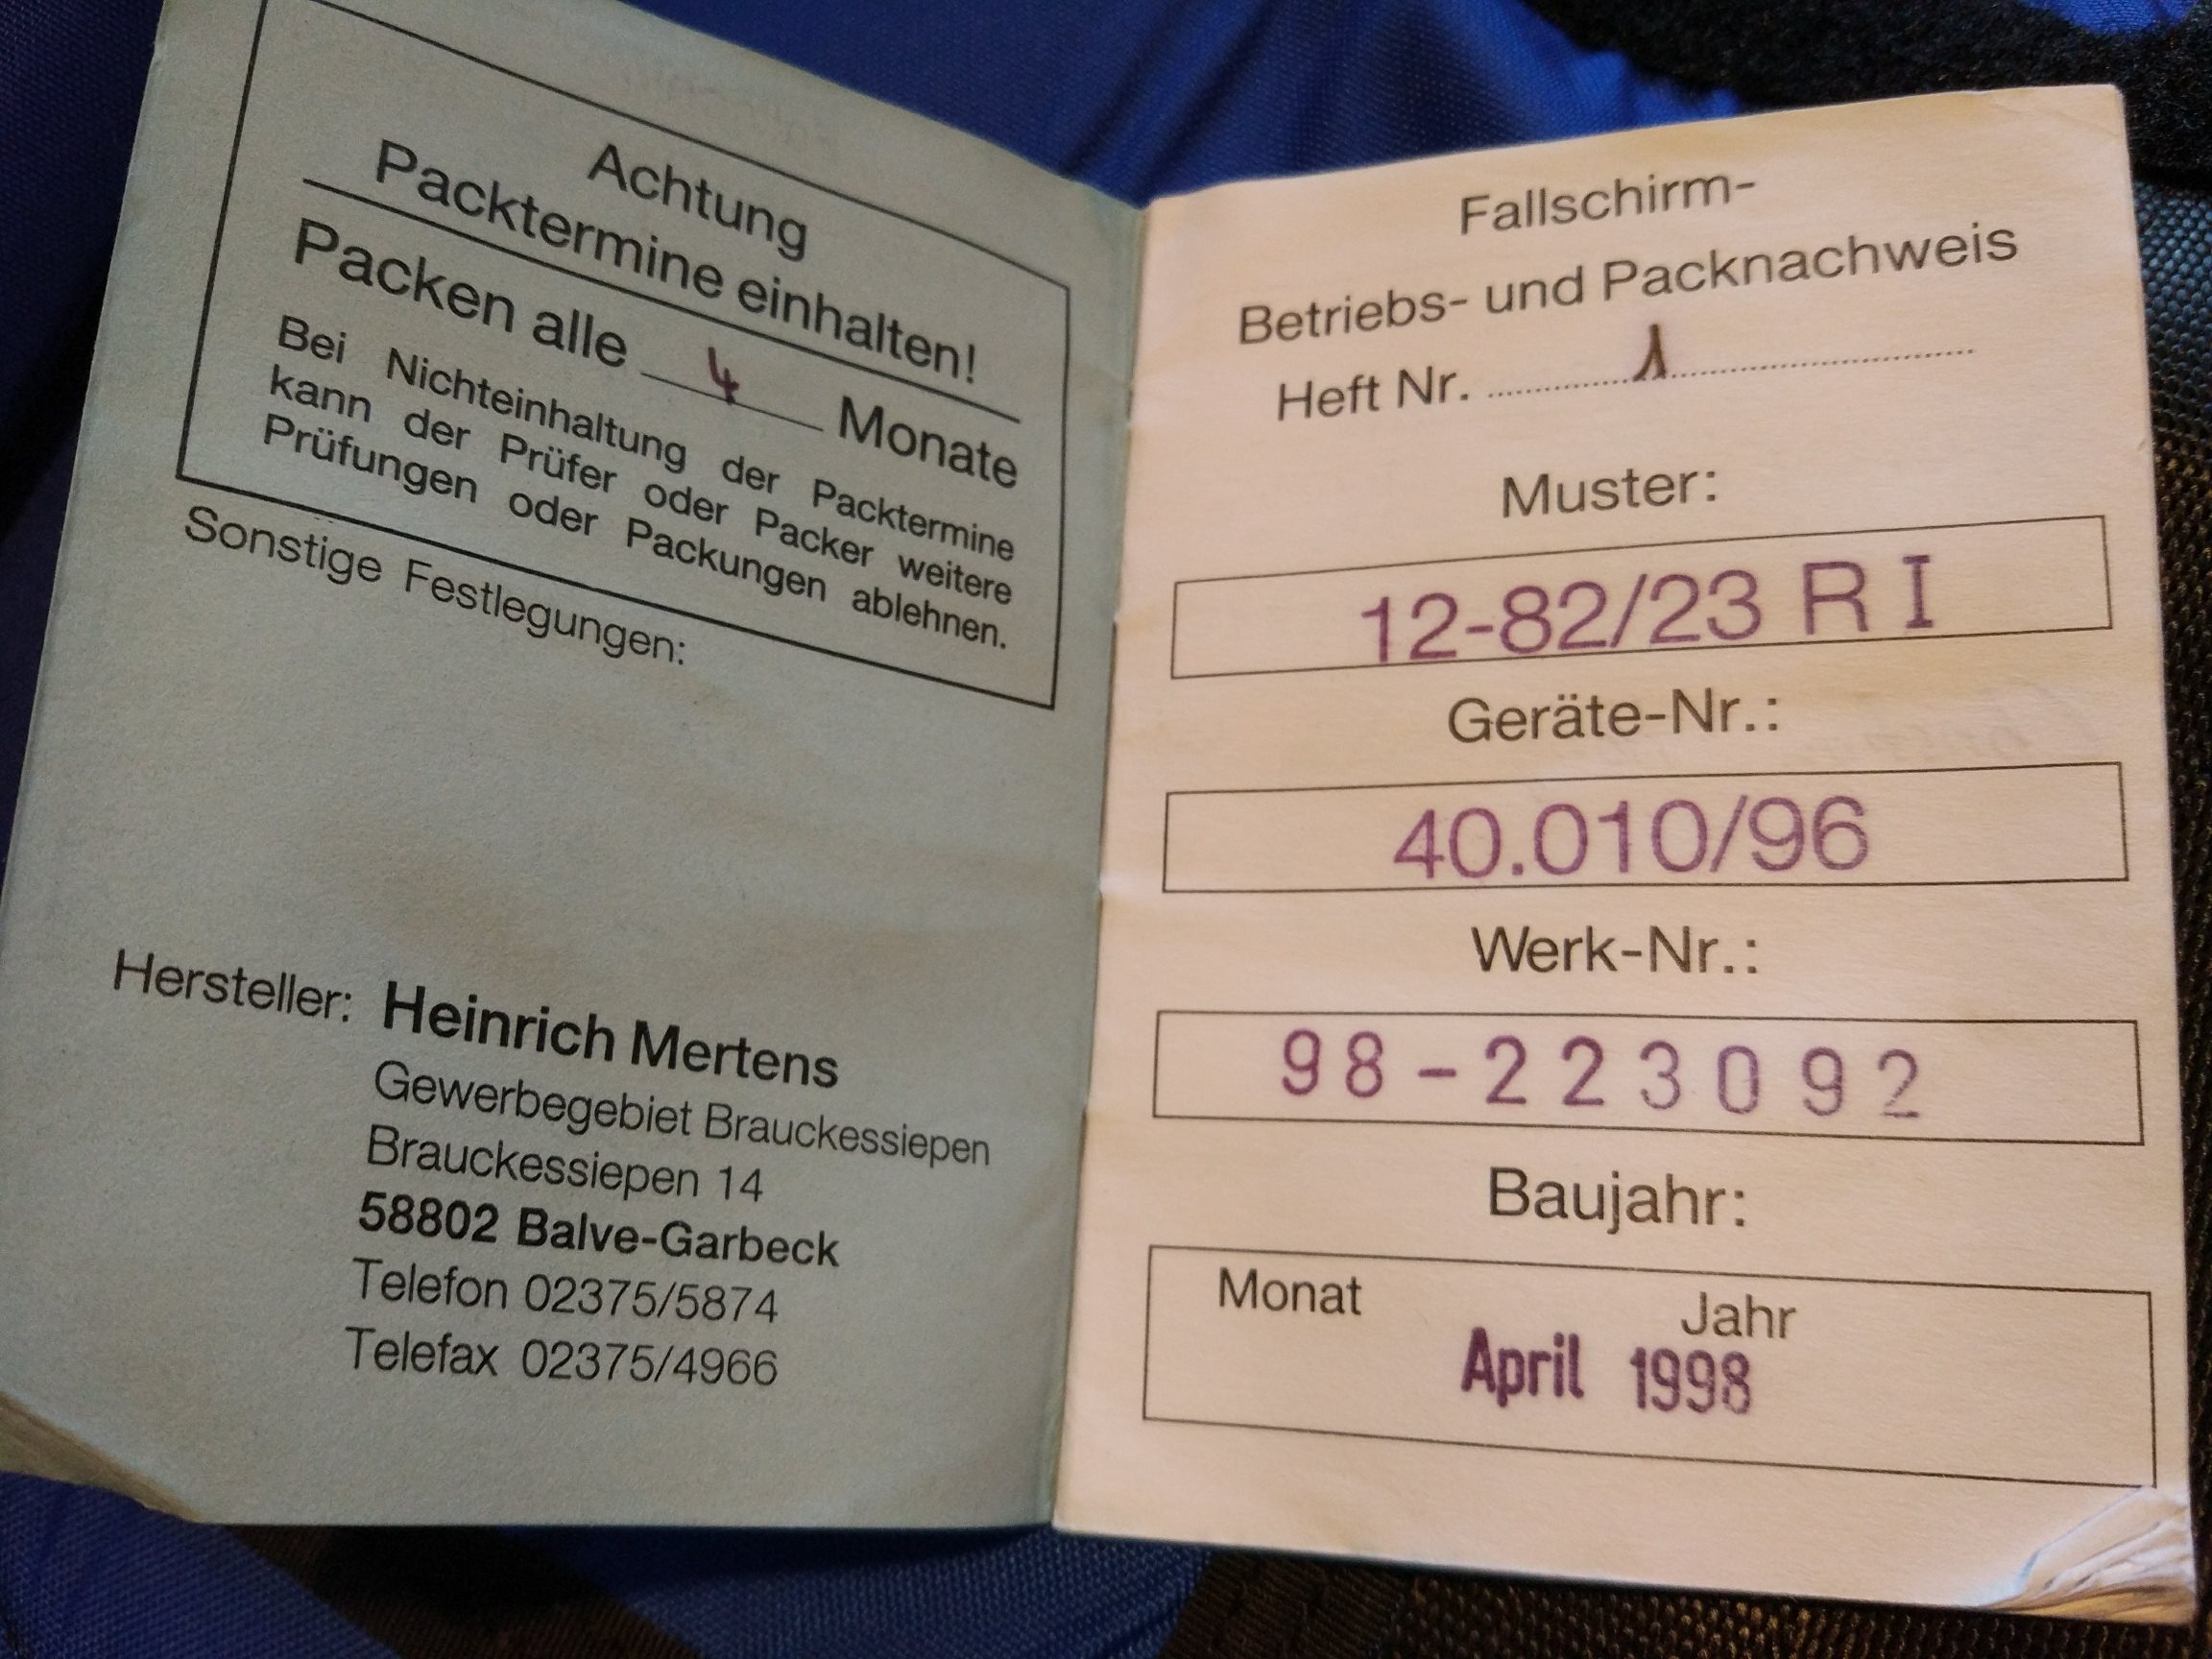 Achtung
Packtermine einhalten!
Packen alle 4 Monate
Bei Nichteinhaltung der Packtermine
kann der Prüfer oder Packer weitere
Prüfungen oder Packungen ablehnen.
Sonstige Festlegungen:
Hersteller: Heinrich Mertens
Gewerbegebiet Brauckessiepen
Brauckessiepen 14
58802 Balve-Garbeck
Telefon 02375/5874
Telefax 02375/4966
Fallschirm-
Betriebs- und Packnachweis
Heft Nr. 1
Muster:
12-82/23 R I
Geräte-Nr.:
40.010/96
Werk-Nr.:
98-223092
Baujahr:
Monat Jahr
April 1998